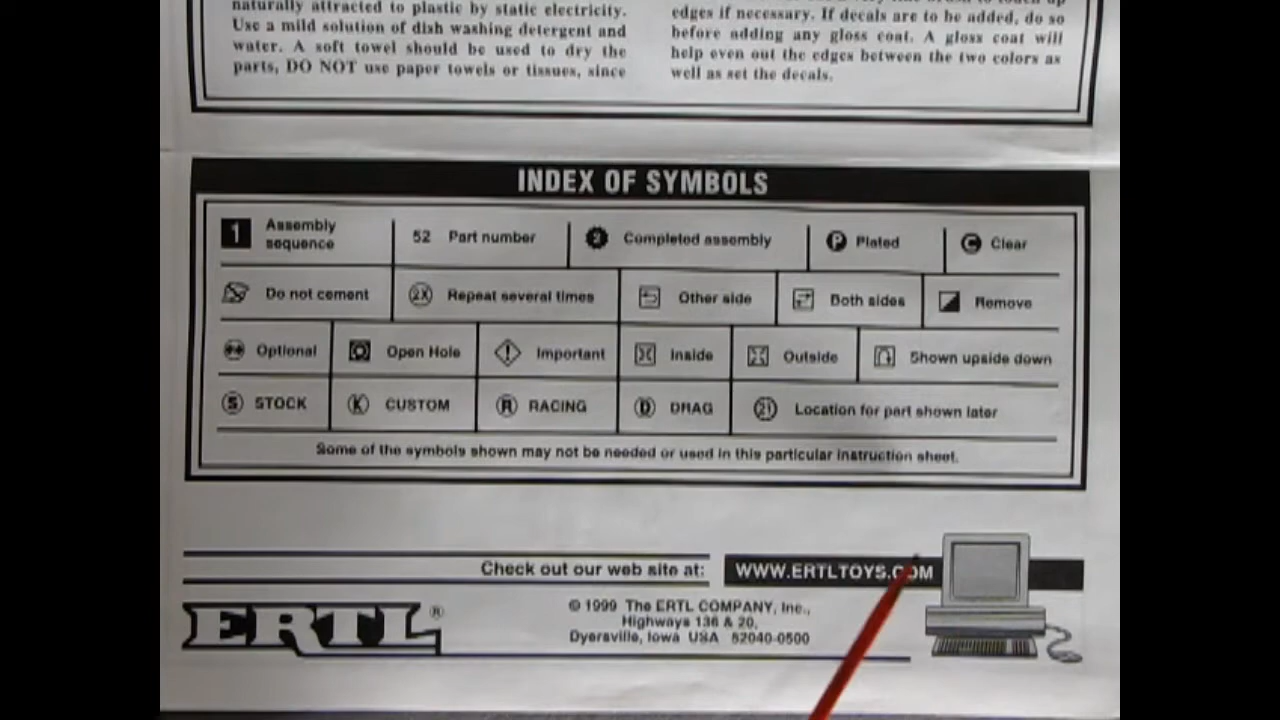 naturally attracted to plastic by static electricity.
Use a mild solution of dish washing detergent and
water. A soft towel should be used to dry the
parts, DO NOT use paper towels or tissues, since
edges if necessary. If decals are to be added, do so
before adding any gloss coat. A gloss coat will
help even out the edges between the two colors as
well as set the decals.
INDEX OF SYMBOLS
1 Assembly sequence
52 Part number
2 Completed assembly
P Plated
C Clear
Do not cement
2X Repeat several times
Other side
Both sides
Remove
Optional
Open Hole
! Important
Inside
Outside
Shown upside down
S STOCK
K CUSTOM
R RACING
D DRAG
21 Location for part shown later
Some of the symbols shown may not be needed or used in this particular instruction sheet.
Check out our web site at: WWW.ERTLTOYS.COM
ERTL®
© 1999 The ERTL COMPANY, Inc.,
Highways 136 & 20,
Dyersville, Iowa USA 52040-0500